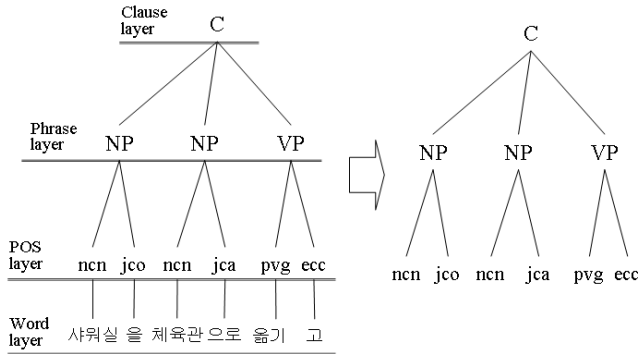 Clause layer C
C
Phrase layer NP NP VP
NP NP VP
POS layer ncn jco ncn jca pvg ecc
ncn jco ncn jca pvg ecc
Word layer 샤워실 을 체육관 으로 옮기 고